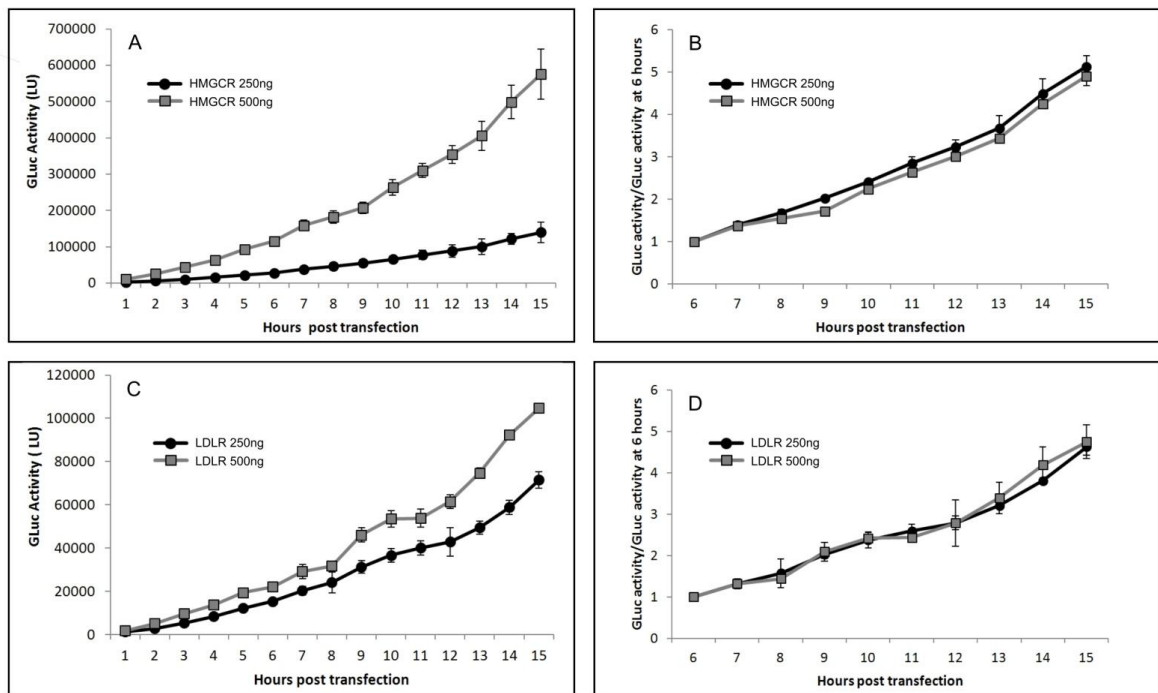 A
GLuc Activity (LU)
700000
600000
500000
400000
300000
200000
100000
0
HMGCR 250ng
HMGCR 500ng
1 2 3 4 5 6 7 8 9 10 11 12 13 14 15
Hours post transfection
B
GLuc activity/GLuc activity at 6 hours
6
5
4
3
2
1
0
HMGCR 250ng
HMGCR 500ng
6 7 8 9 10 11 12 13 14 15
Hours post transfection
C
GLuc Activity ( LU)
120000
100000
80000
60000
40000
20000
0
LDLR 250ng
LDLR 500ng
1 2 3 4 5 6 7 8 9 10 11 12 13 14 15
Hours post transfection
D
GLuc activity/GLuc activity at 6 hours
6
5
4
3
2
1
0
LDLR 250ng
LDLR 500ng
6 7 8 9 10 11 12 13 14 15
Hours post transfection